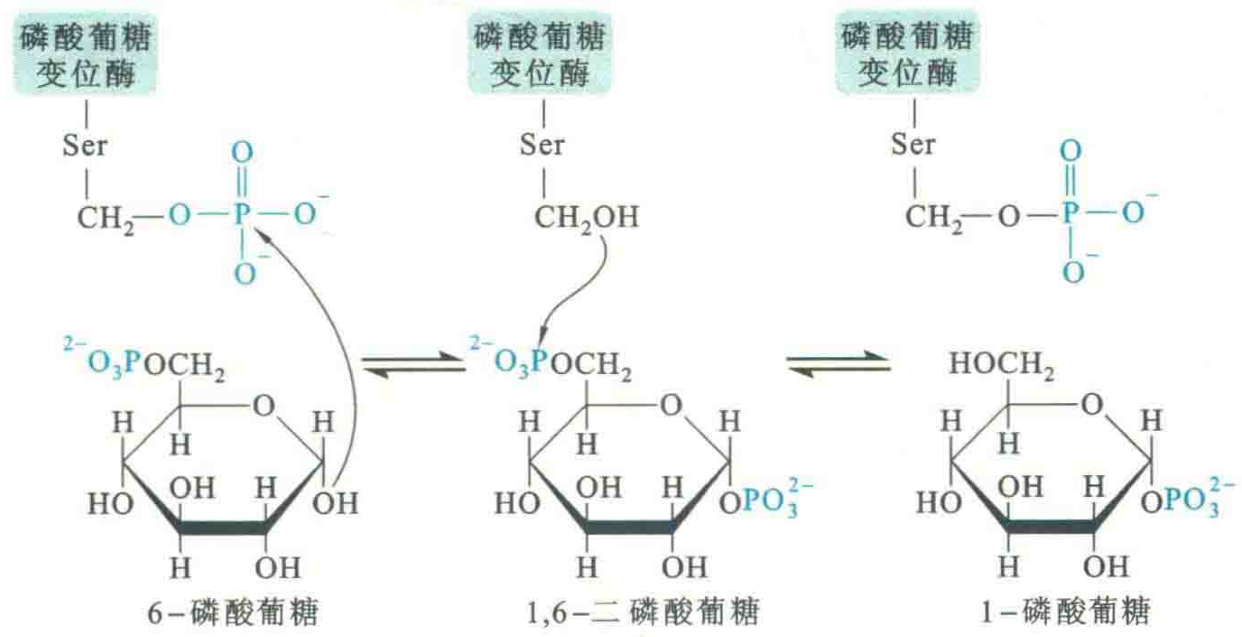 磷酸葡糖
变位酶
磷酸葡糖
变位酶
磷酸葡糖
变位酶
Ser
Ser
Ser
O
O
CH₂—O—P—O⁻
CH₂OH
CH₂—O—P—O⁻
O⁻
O⁻
²⁻O₃POCH₂
²⁻O₃POCH₂
HOCH₂
O
O
O
H H H
H H H
H H H
HO OH H OH
HO OH H OPO₃²⁻
HO OH H OPO₃²⁻
H OH
H OH
H OH
6-磷酸葡糖
1,6-二磷酸葡糖
1-磷酸葡糖